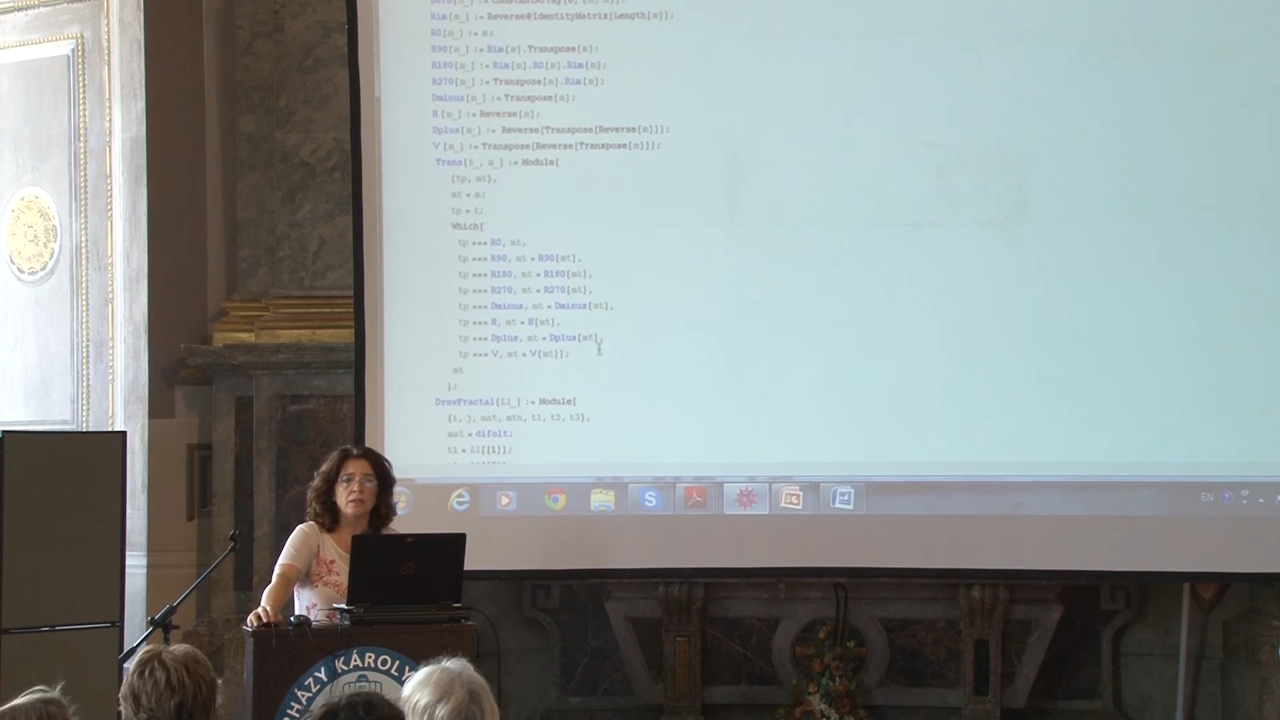 Rim[m_] := Reverse@IdentityMatrix[Length[m]];
R0[m_] := m;
R90[m_] := Rim[m].Transpose[m];
R180[m_] := Rim[m].R0[m].Rim[m];
R270[m_] := Transpose[m].Rim[m];
Dminus[m_] := Transpose[m];
H[m_] := Reverse[m];
Dplus[m_] := Reverse[Transpose[Reverse[m]]];
V[m_] := Transpose[Reverse[Transpose[m]]];
Trans[t_, m_] := Module[
{tp, mt},
mt = m;
tp = t;
Which[
tp === R0, mt,
tp === R90, mt = R90[mt],
tp === R180, mt = R180[mt],
tp === R270, mt = R270[mt],
tp === Dminus, mt = Dminus[mt],
tp === H, mt = H[mt],
tp === Dplus, mt = Dplus[mt],
tp === V, mt = V[mt]];
mt
];
DrawFractal[Ll_] := Module[
{i, j, mat, mtn, t1, t2, t3},
mat = difolt;
t1 = Ll[[1]];
EN
HÁZY KÁROLY